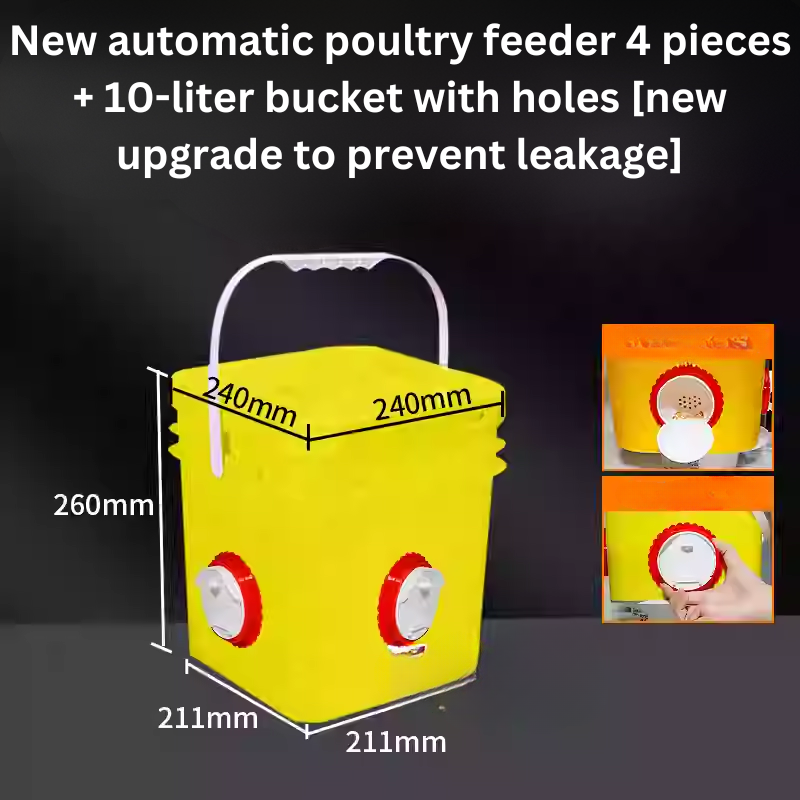 New automatic poultry feeder 4 pieces
+ 10-liter bucket with holes [new
upgrade to prevent leakage]
240mm
240mm
260mm
211mm
211mm